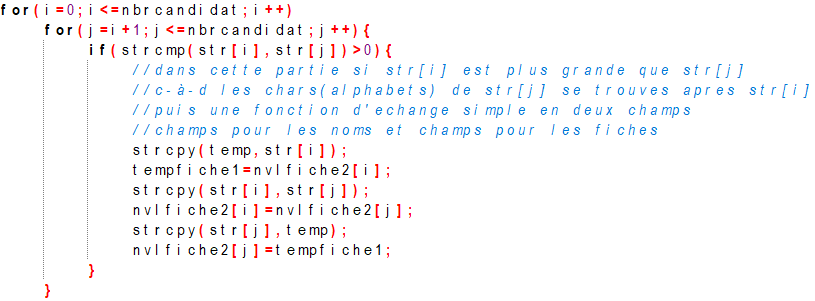 for(i=0;i<=nbrcandidat;i++)
for(j=i+1;j<=nbrcandidat;j++){
if(strcmp(str[i],str[j])>0){
//dans cette partie si str[i] est plus grande que str[j]
//c-à-d les chars(alphabets) de str[j] se trouves apres str[i]
//puis une fonction d'echange simple en deux champs
//champs pour les noms et champs pour les fiches
strcpy(temp,str[i]);
tempfiche1=nvlfiche2[i];
strcpy(str[i],str[j]);
nvlfiche2[i]=nvlfiche2[j];
strcpy(str[j],temp);
nvlfiche2[j]=tempfiche1;
}
}